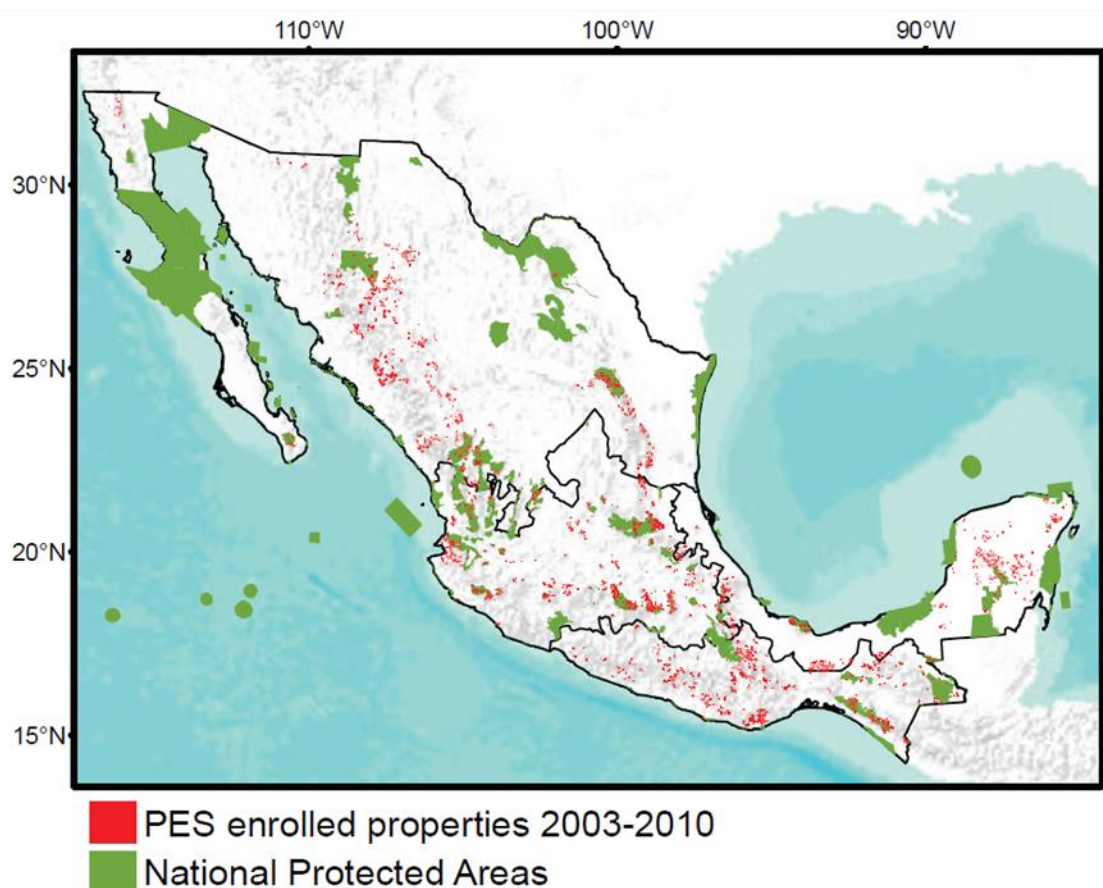 110°W 100°W 90°W
30°N
25°N
20°N
15°N
PES enrolled properties 2003-2010
National Protected Areas